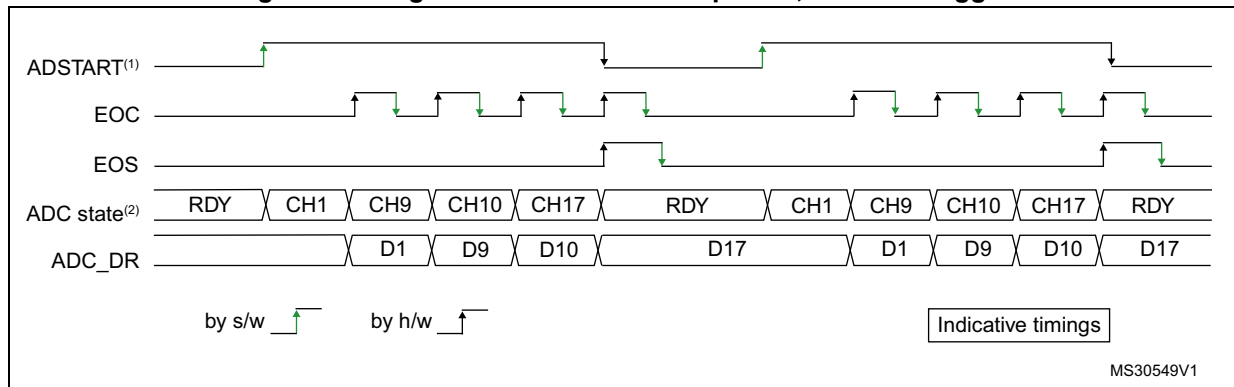 ADSTART(1)
EOC
EOS
ADC state(2) RDY CH1 CH9 CH10 CH17 RDY CH1 CH9 CH10 CH17 RDY
ADC_DR D1 D9 D10 D17 D1 D9 D10 D17
by s/w by h/w Indicative timings
MS30549V1